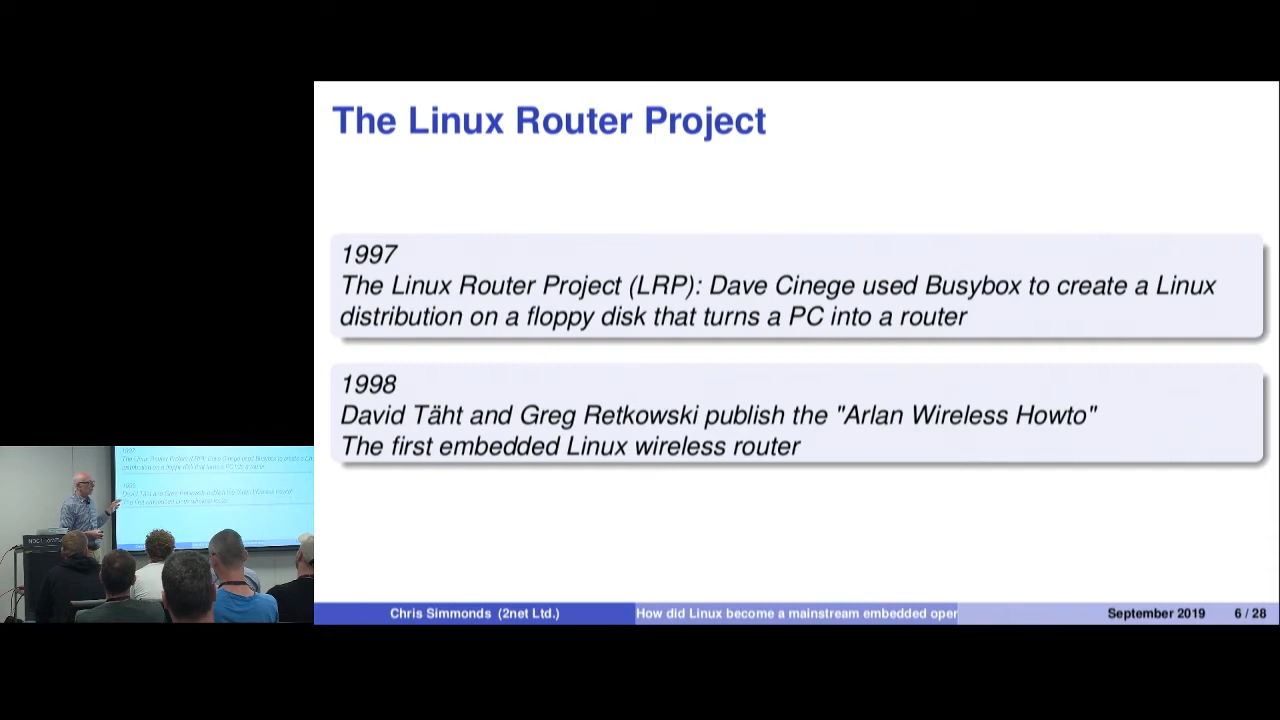 The Linux Router Project
1997
The Linux Router Project (LRP): Dave Cinege used Busybox to create a Linux
distribution on a floppy disk that turns a PC into a router
1998
David Täht and Greg Retkowski publish the "Arlan Wireless Howto"
The first embedded Linux wireless router
Chris Simmonds (2net Ltd.)
How did Linux become a mainstream embedded oper
September 2019
6 / 28